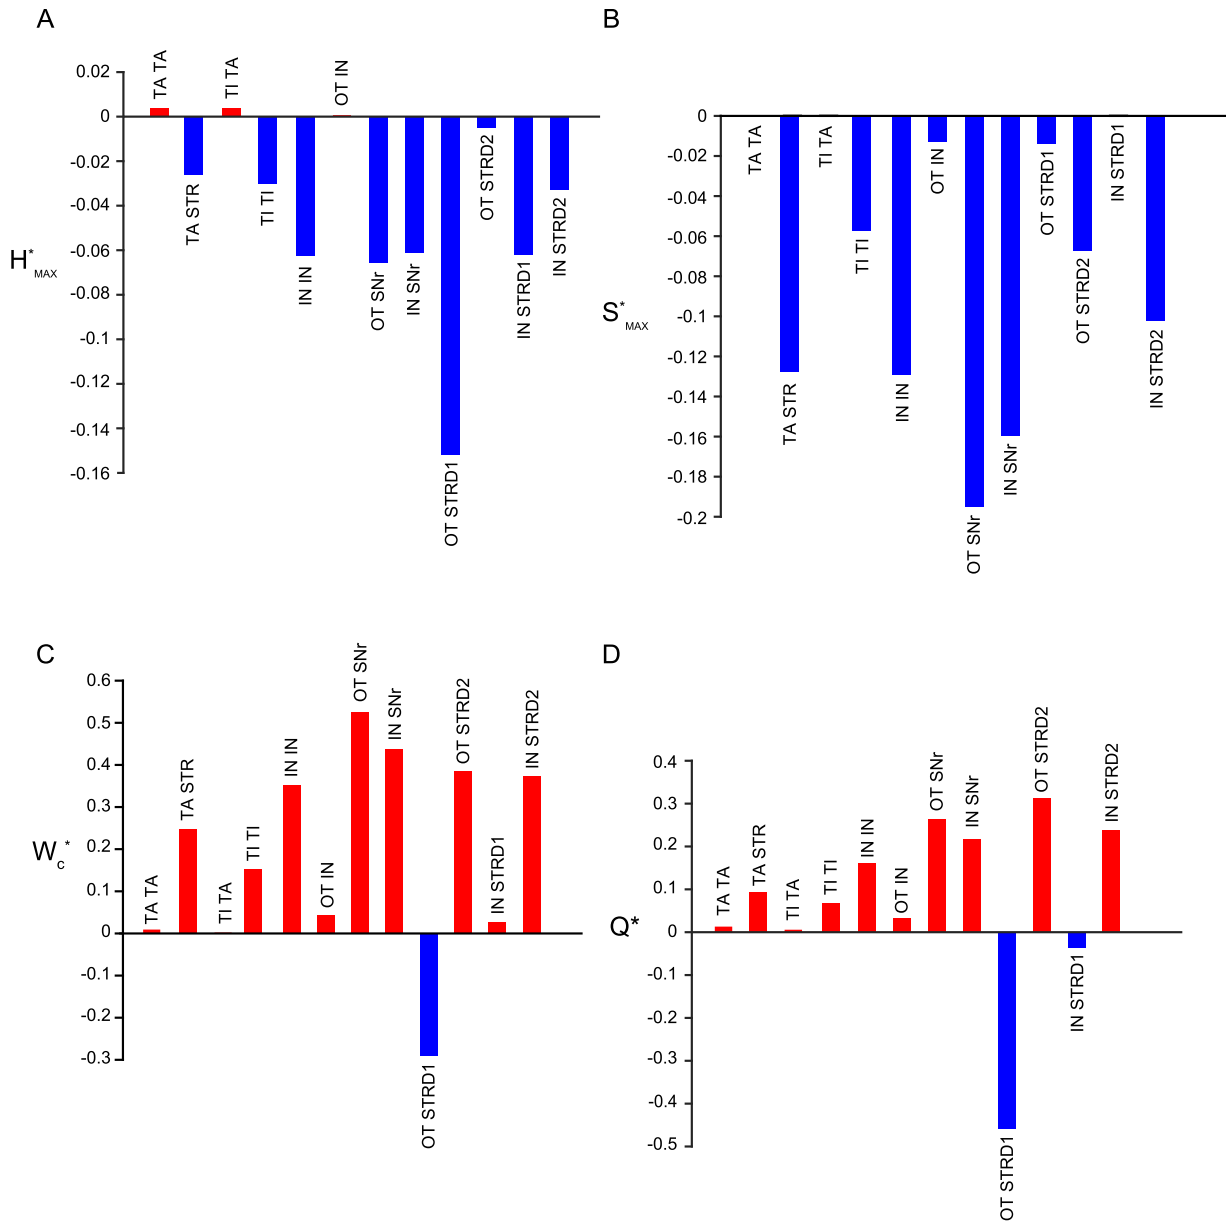 A
0.02
0
-0.02
-0.04
-0.06
-0.08
-0.1
-0.12
-0.14
-0.16
H*MAX
TA TA
TA STR
TI TA
TI TI
IN IN
OT IN
OT SNr
IN SNr
OT STRD1
OT STRD2
IN STRD1
IN STRD2
B
0
-0.02
-0.04
-0.06
-0.08
-0.1
-0.12
-0.14
-0.16
-0.18
-0.2
S*MAX
TA TA
TA STR
TI TA
TI TI
IN IN
OT IN
OT SNr
IN SNr
OT STRD1
OT STRD2
IN STRD1
IN STRD2
C
0.6
0.5
0.4
0.3
0.2
0.1
0
-0.1
-0.2
-0.3
Wc*
TA TA
TA STR
TI TA
TI TI
IN IN
OT IN
OT SNr
IN SNr
OT STRD1
OT STRD2
IN STRD1
IN STRD2
D
0.4
0.3
0.2
0.1
0
-0.1
-0.2
-0.3
-0.4
-0.5
Q*
TA TA
TA STR
TI TA
TI TI
IN IN
OT IN
OT SNr
IN SNr
OT STRD1
OT STRD2
IN STRD1
IN STRD2